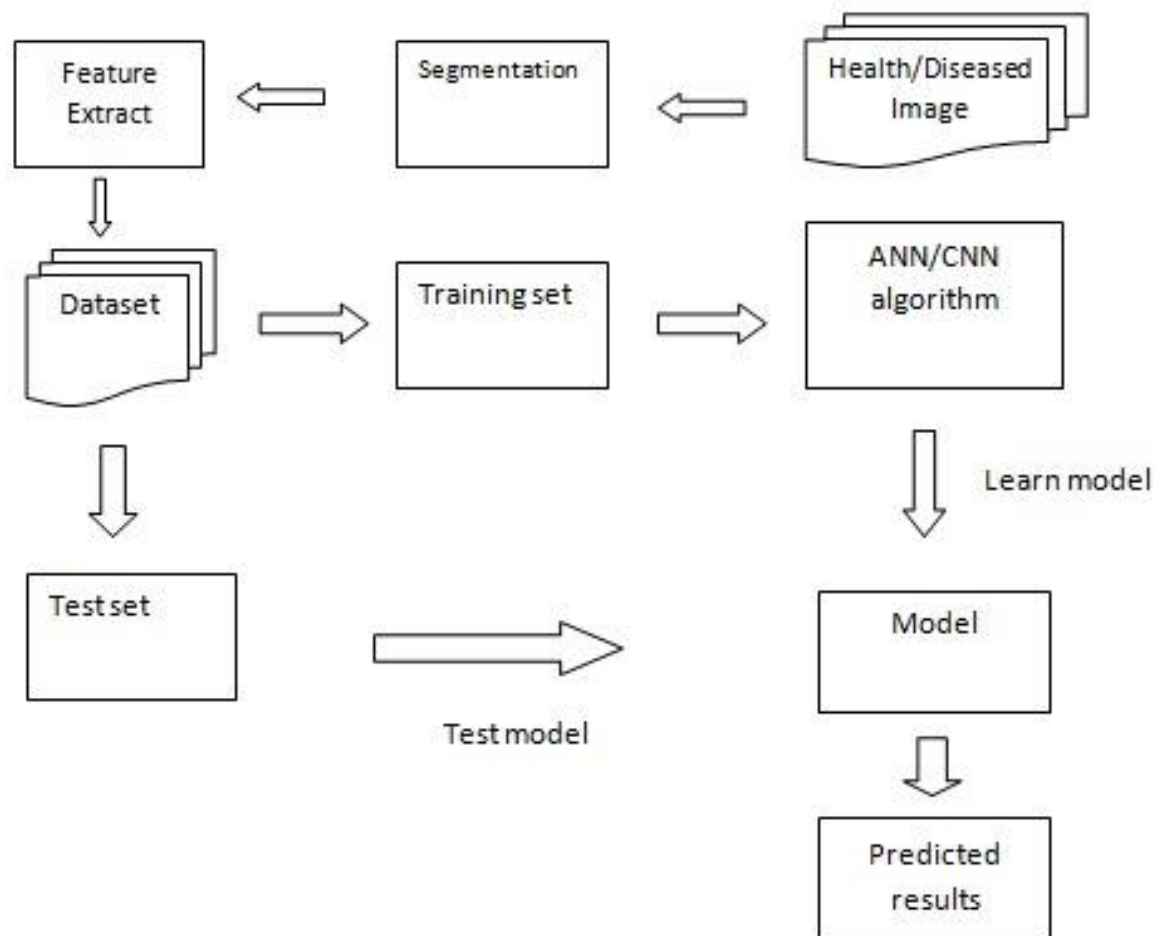 Feature
Extract
Segmentation
Health/Diseased
Image
Dataset
Training set
ANN/CNN
algorithm
Learn model
Test set
Model
Test model
Predicted
results